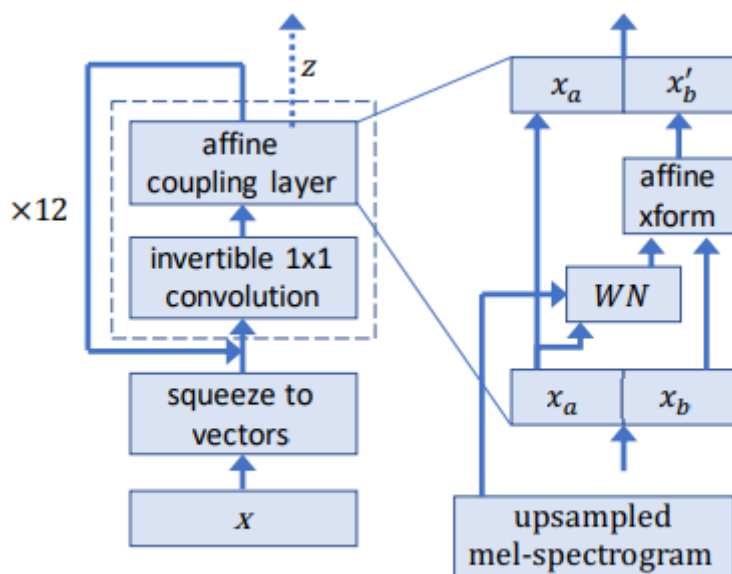 z
affine
coupling layer
×12
invertible 1x1
convolution
squeeze to
vectors
x
x_a
x_b′
affine
xform
WN
x_a
x_b
upsampled
mel-spectrogram